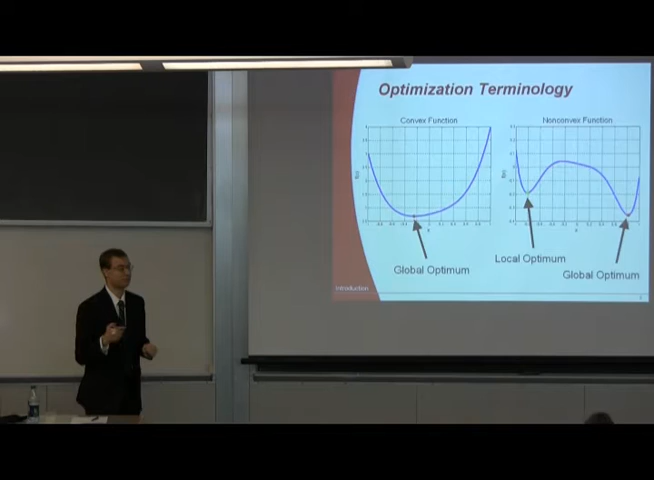 Optimization Terminology
Convex Function
Nonconvex Function
Global Optimum
Local Optimum
Global Optimum
Introduction